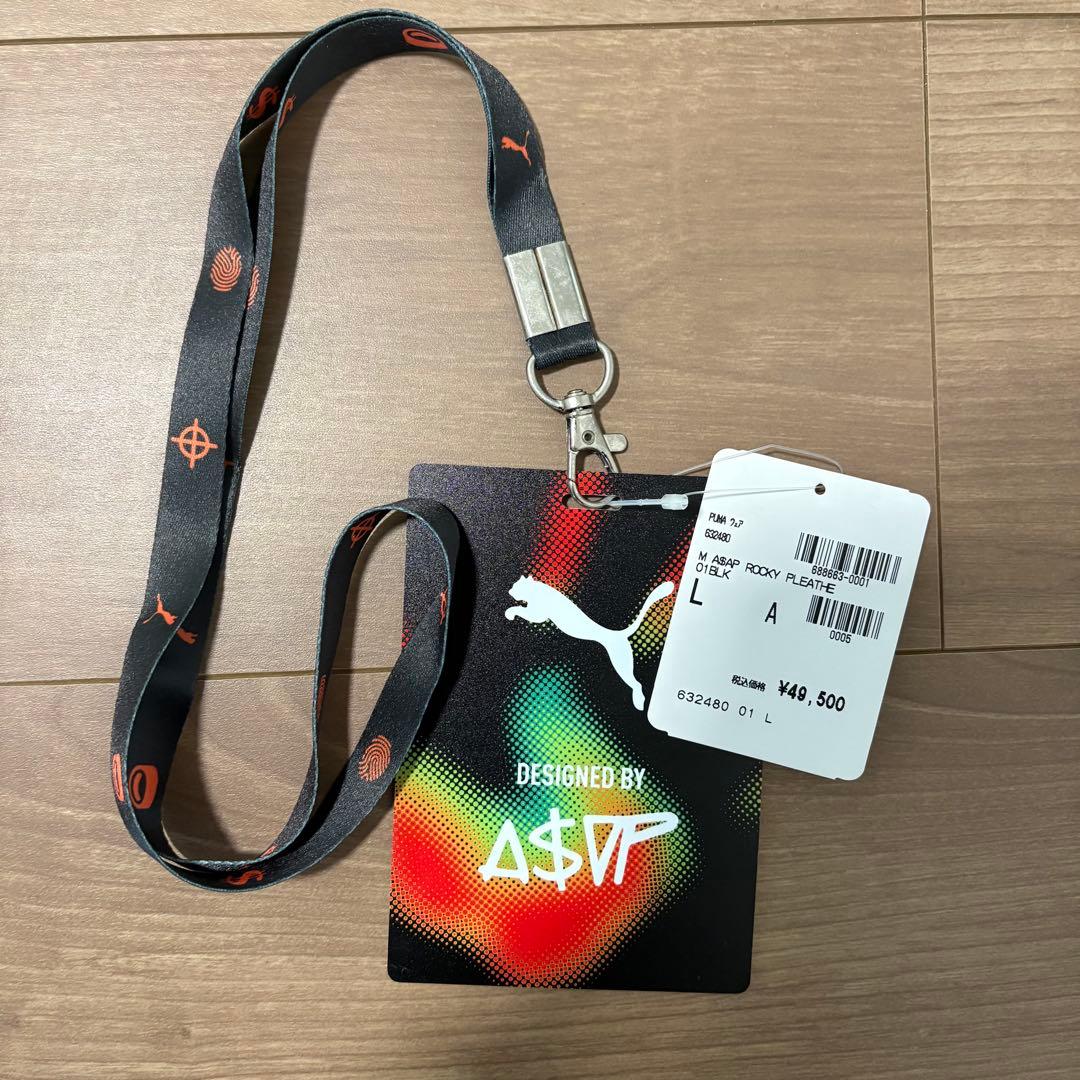 DESIGNED BY
A$AP
PUMA ウェア
632480
688663-0001
M A$AP ROCKY PLEATHE
01BLK
L
A
0005
税込価格 ¥49,500
632480 01 L